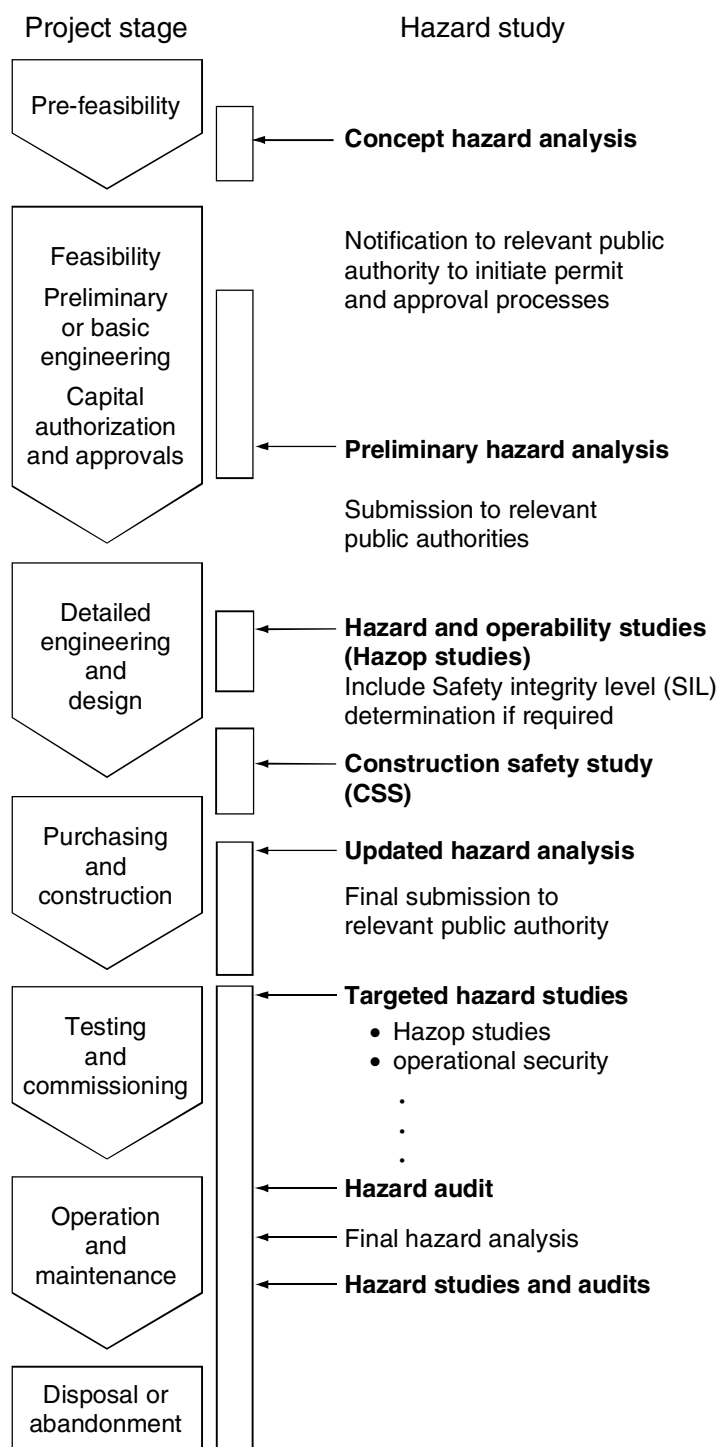 Project stage
Hazard study
Pre-feasibility
Concept hazard analysis
Feasibility
Preliminary
or basic
engineering
Capital
authorization
and approvals
Notification to relevant public
authority to initiate permit
and approval processes
Preliminary hazard analysis
Submission to relevant
public authorities
Detailed
engineering
and
design
Hazard and operability studies
(Hazop studies)
Include Safety integrity level (SIL)
determination if required
Construction safety study
(CSS)
Purchasing
and
construction
Updated hazard analysis
Final submission to
relevant public authority
Testing
and
commissioning
Targeted hazard studies
• Hazop studies
• operational security
.
.
.
Operation
and
maintenance
Hazard audit
Final hazard analysis
Hazard studies and audits
Disposal or
abandonment